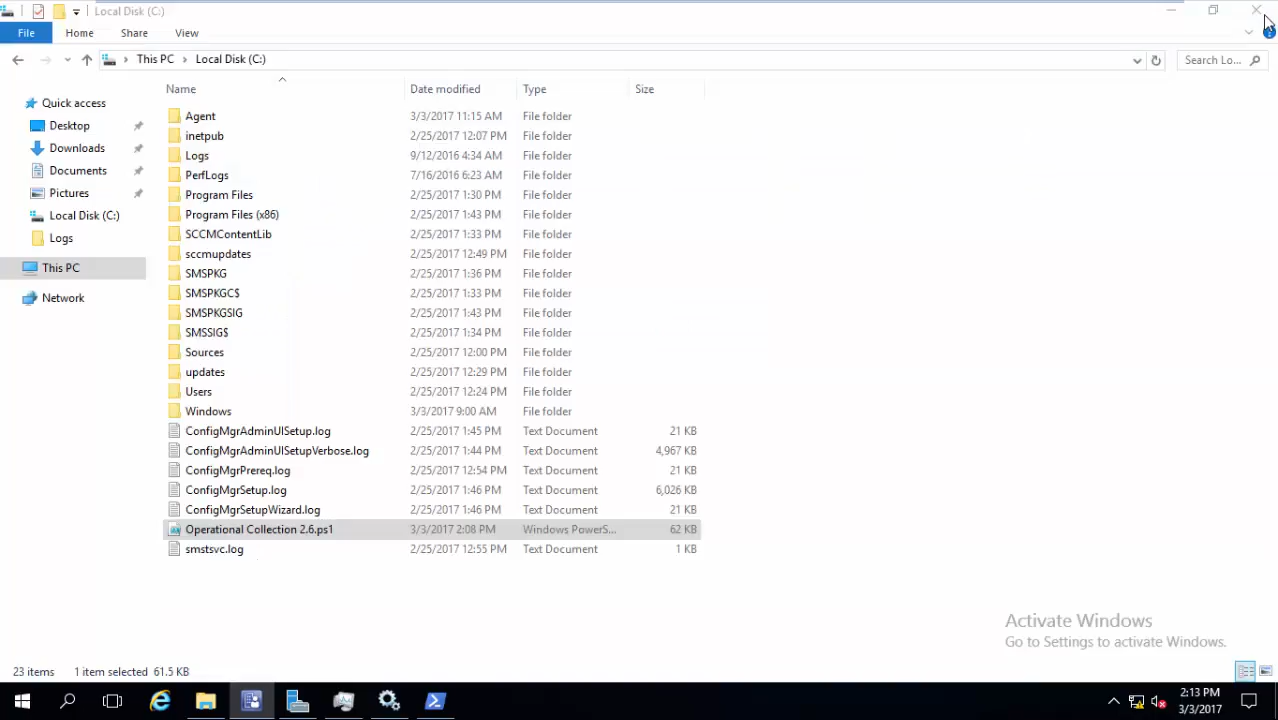 Local Disk (C:)
File Home Share View
This PC Local Disk (C:) Search Lo...
Name Date modified Type Size
Quick access
Desktop
Downloads
Documents
Pictures
Local Disk (C:)
Logs
This PC
Network
Agent 3/3/2017 11:15 AM File folder
inetpub 2/25/2017 12:07 PM File folder
Logs 9/12/2016 4:34 AM File folder
PerfLogs 7/16/2016 6:23 AM File folder
Program Files 2/25/2017 1:30 PM File folder
Program Files (x86) 2/25/2017 1:43 PM File folder
SCCMContentLib 2/25/2017 1:33 PM File folder
sccmupdates 2/25/2017 12:49 PM File folder
SMSPKG 2/25/2017 1:36 PM File folder
SMSPKGC$ 2/25/2017 1:33 PM File folder
SMSPKGSIG 2/25/2017 1:43 PM File folder
SMSSIG$ 2/25/2017 1:34 PM File folder
Sources 2/25/2017 12:00 PM File folder
updates 2/25/2017 12:29 PM File folder
Users 2/25/2017 12:24 PM File folder
Windows 3/3/2017 9:00 AM File folder
ConfigMgrAdminUISetup.log 2/25/2017 1:45 PM Text Document 21 KB
ConfigMgrAdminUISetupVerbose.log 2/25/2017 1:44 PM Text Document 4,967 KB
ConfigMgrPrereq.log 2/25/2017 12:54 PM Text Document 21 KB
ConfigMgrSetup.log 2/25/2017 1:46 PM Text Document 6,026 KB
ConfigMgrSetupWizard.log 2/25/2017 1:46 PM Text Document 21 KB
Operational Collection 2.6.ps1 3/3/2017 2:08 PM Windows PowerS... 62 KB
smstsvc.log 2/25/2017 12:55 PM Text Document 1 KB
Activate Windows
Go to Settings to activate Windows.
23 items 1 item selected 61.5 KB
2:13 PM
3/3/2017